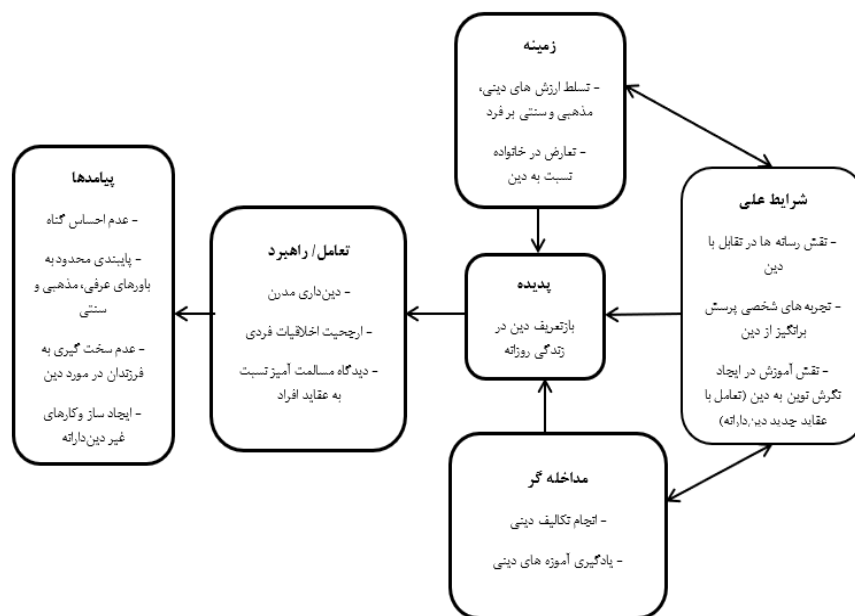 زمینه
- تسلط ارزش های دینی،
مذهبی و سنتی بر فرد
- تعارض در خانواده
نسبت به دین
شرایط علی
- نقش رسانه ها در تقابل با
دین
- تجربه های شخصی پرسش
برانگیز از دین
- نقش آموزش در ایجاد
نگرش نوین به دین (تعامل با
عقاید جدید دین‌دارانه)
پدیده
بازتعریف دین در
زندگی روزانه
مداخله گر
- انجام تکالیف دینی
- یادگیری آموزه های دینی
تعامل/ راهبرد
- دین‌داری مدرن
- ارجحیت اخلاقیات فردی
- دیدگاه مسالمت آمیز نسبت
به عقاید افراد
پیامدها
- عدم احساس گناه
- پایبندی محدود به
باورهای عرفی، مذهبی و
سنتی
- عدم سخت گیری به
فرزندان در مورد دین
- ایجاد ساز وکارهای
غیر دین‌دارانه